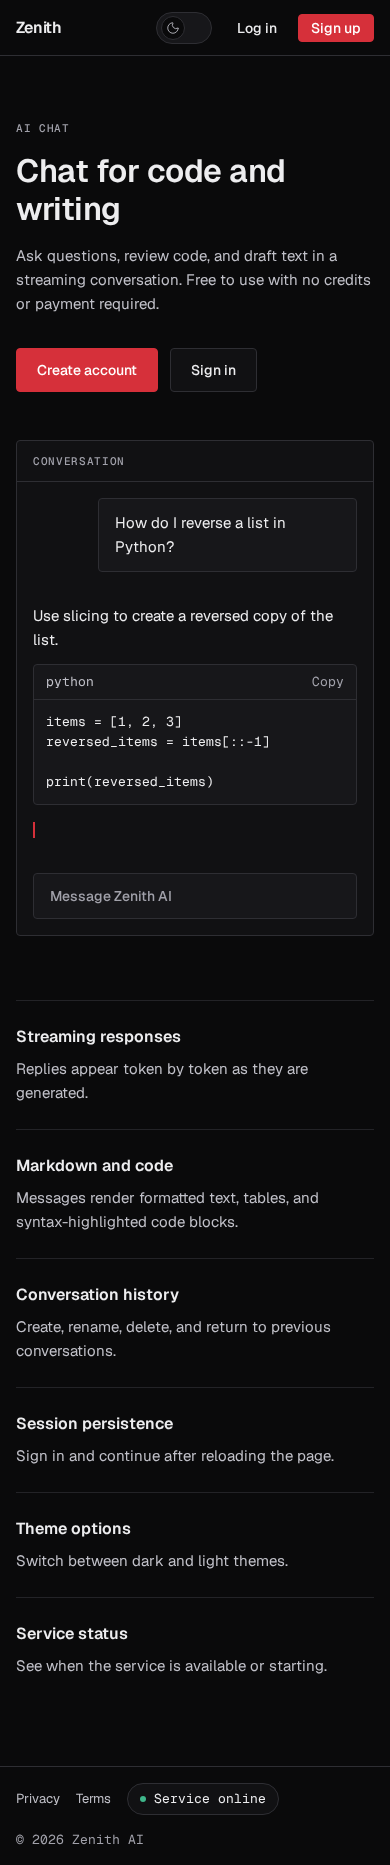 Zenith
Log in
Sign up
AI CHAT
Chat for code and
writing
Ask questions, review code, and draft text in a
streaming conversation. Free to use with no credits
or payment required.
Create account
Sign in
CONVERSATION
How do I reverse a list in
Python?
Use slicing to create a reversed copy of the
list.
python
Copy
items = [1, 2, 3]
reversed_items = items[::-1]
print(reversed_items)
Message Zenith AI
Streaming responses
Replies appear token by token as they are
generated.
Markdown and code
Messages render formatted text, tables, and
syntax-highlighted code blocks.
Conversation history
Create, rename, delete, and return to previous
conversations.
Session persistence
Sign in and continue after reloading the page.
Theme options
Switch between dark and light themes.
Service status
See when the service is available or starting.
Privacy
Terms
Service online
© 2026 Zenith AI